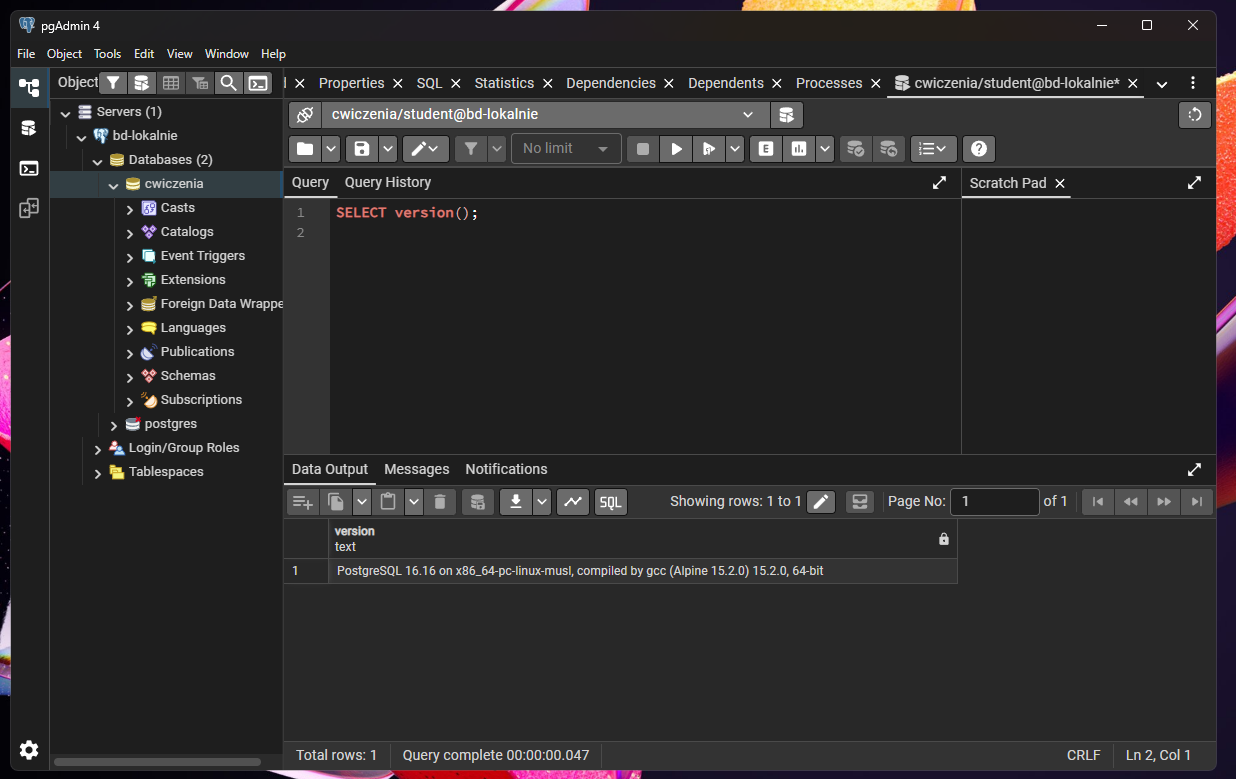 pgAdmin 4
File Object Tools Edit View Window Help
Object
Properties SQL Statistics Dependencies Dependents Processes cwiczenia/student@bd-lokalnie*
Servers (1)
bd-lokalnie
Databases (2)
cwiczenia
Casts
Catalogs
Event Triggers
Extensions
Foreign Data Wrappe
Languages
Publications
Schemas
Subscriptions
postgres
Login/Group Roles
Tablespaces
cwiczenia/student@bd-lokalnie
No limit
E
Query Query History
Scratch Pad
1 SELECT version();
2
Data Output Messages Notifications
SQL
Showing rows: 1 to 1
Page No: 1 of 1
version
text
1 PostgreSQL 16.16 on x86_64-pc-linux-musl, compiled by gcc (Alpine 15.2.0) 15.2.0, 64-bit
Total rows: 1 Query complete 00:00:00.047 CRLF Ln 2, Col 1